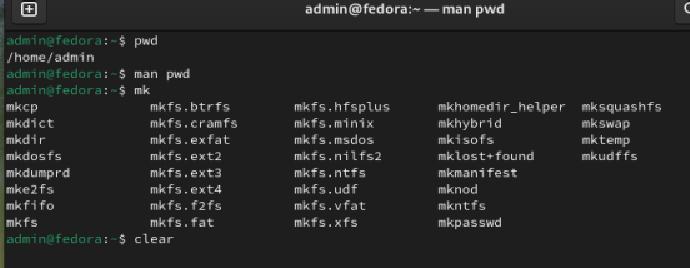 admin@fedora:~ — man pwd
admin@fedora:~$ pwd
/home/admin
admin@fedora:~$ man pwd
admin@fedora:~$ mk
mkcp mkfs.btrfs mkfs.hfsplus mkhomedir_helper mksquashfs
mkdict mkfs.cramfs mkfs.minix mkhybrid mkswap
mkdir mkfs.exfat mkfs.msdos mkisofs mktemp
mkdosfs mkfs.ext2 mkfs.nilfs2 mklost+found mkudffs
mkdumprd mkfs.ext3 mkfs.ntfs mkmanifest
mke2fs mkfs.ext4 mkfs.udf mknod
mkfifo mkfs.f2fs mkfs.vfat mkntfs
mkfs mkfs.fat mkfs.xfs mkpasswd
admin@fedora:~$ clear